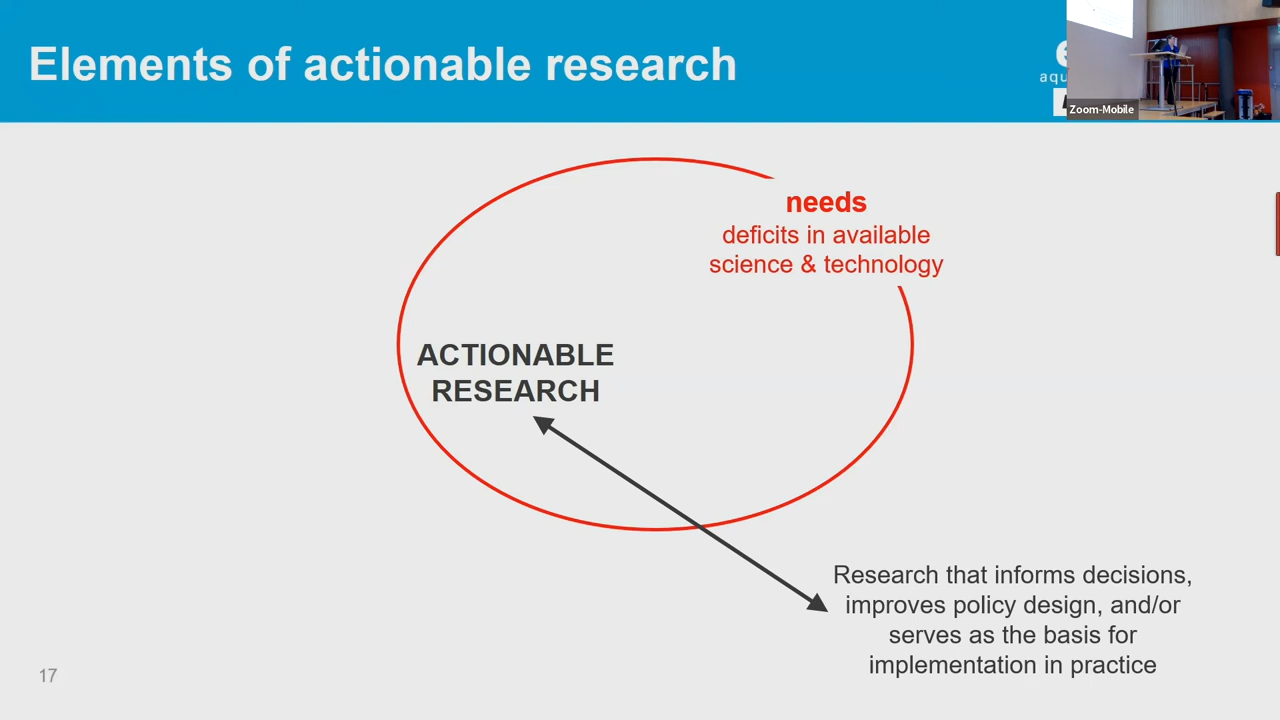 Elements of actionable research
aqu
Zoom-Mobile
needs
deficits in available
science & technology
ACTIONABLE
RESEARCH
Research that informs decisions,
improves policy design, and/or
serves as the basis for
implementation in practice
17